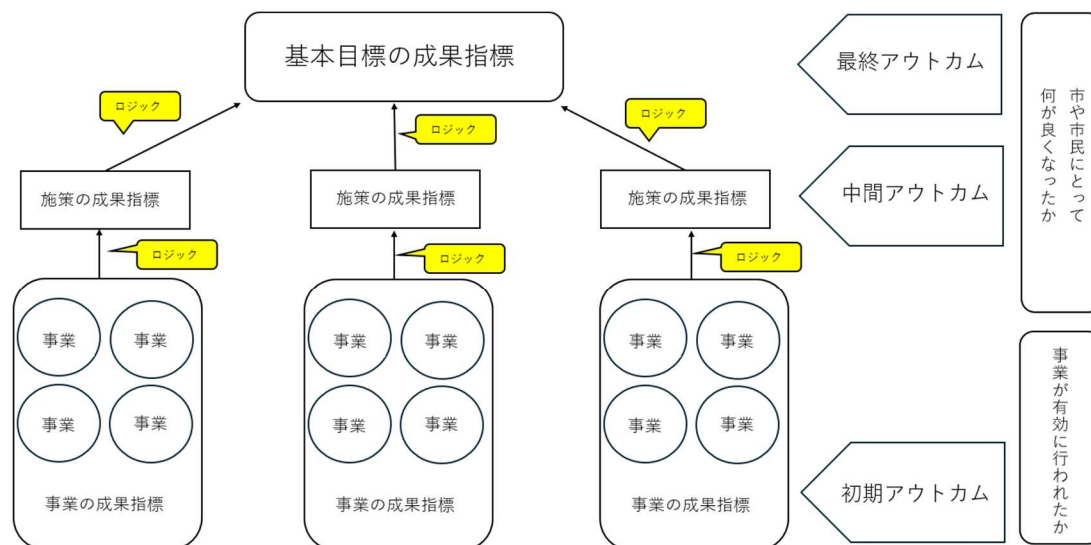 基本目標の成果指標
最終アウトカム
市や市民にとって
何が良くなったか
ロジック
ロジック
ロジック
施策の成果指標
施策の成果指標
施策の成果指標
中間アウトカム
ロジック
ロジック
ロジック
事業
事業
事業
事業
事業
事業
事業
事業
事業
事業
事業
事業
事業の成果指標
事業の成果指標
事業の成果指標
初期アウトカム
事業が有効に行われたか